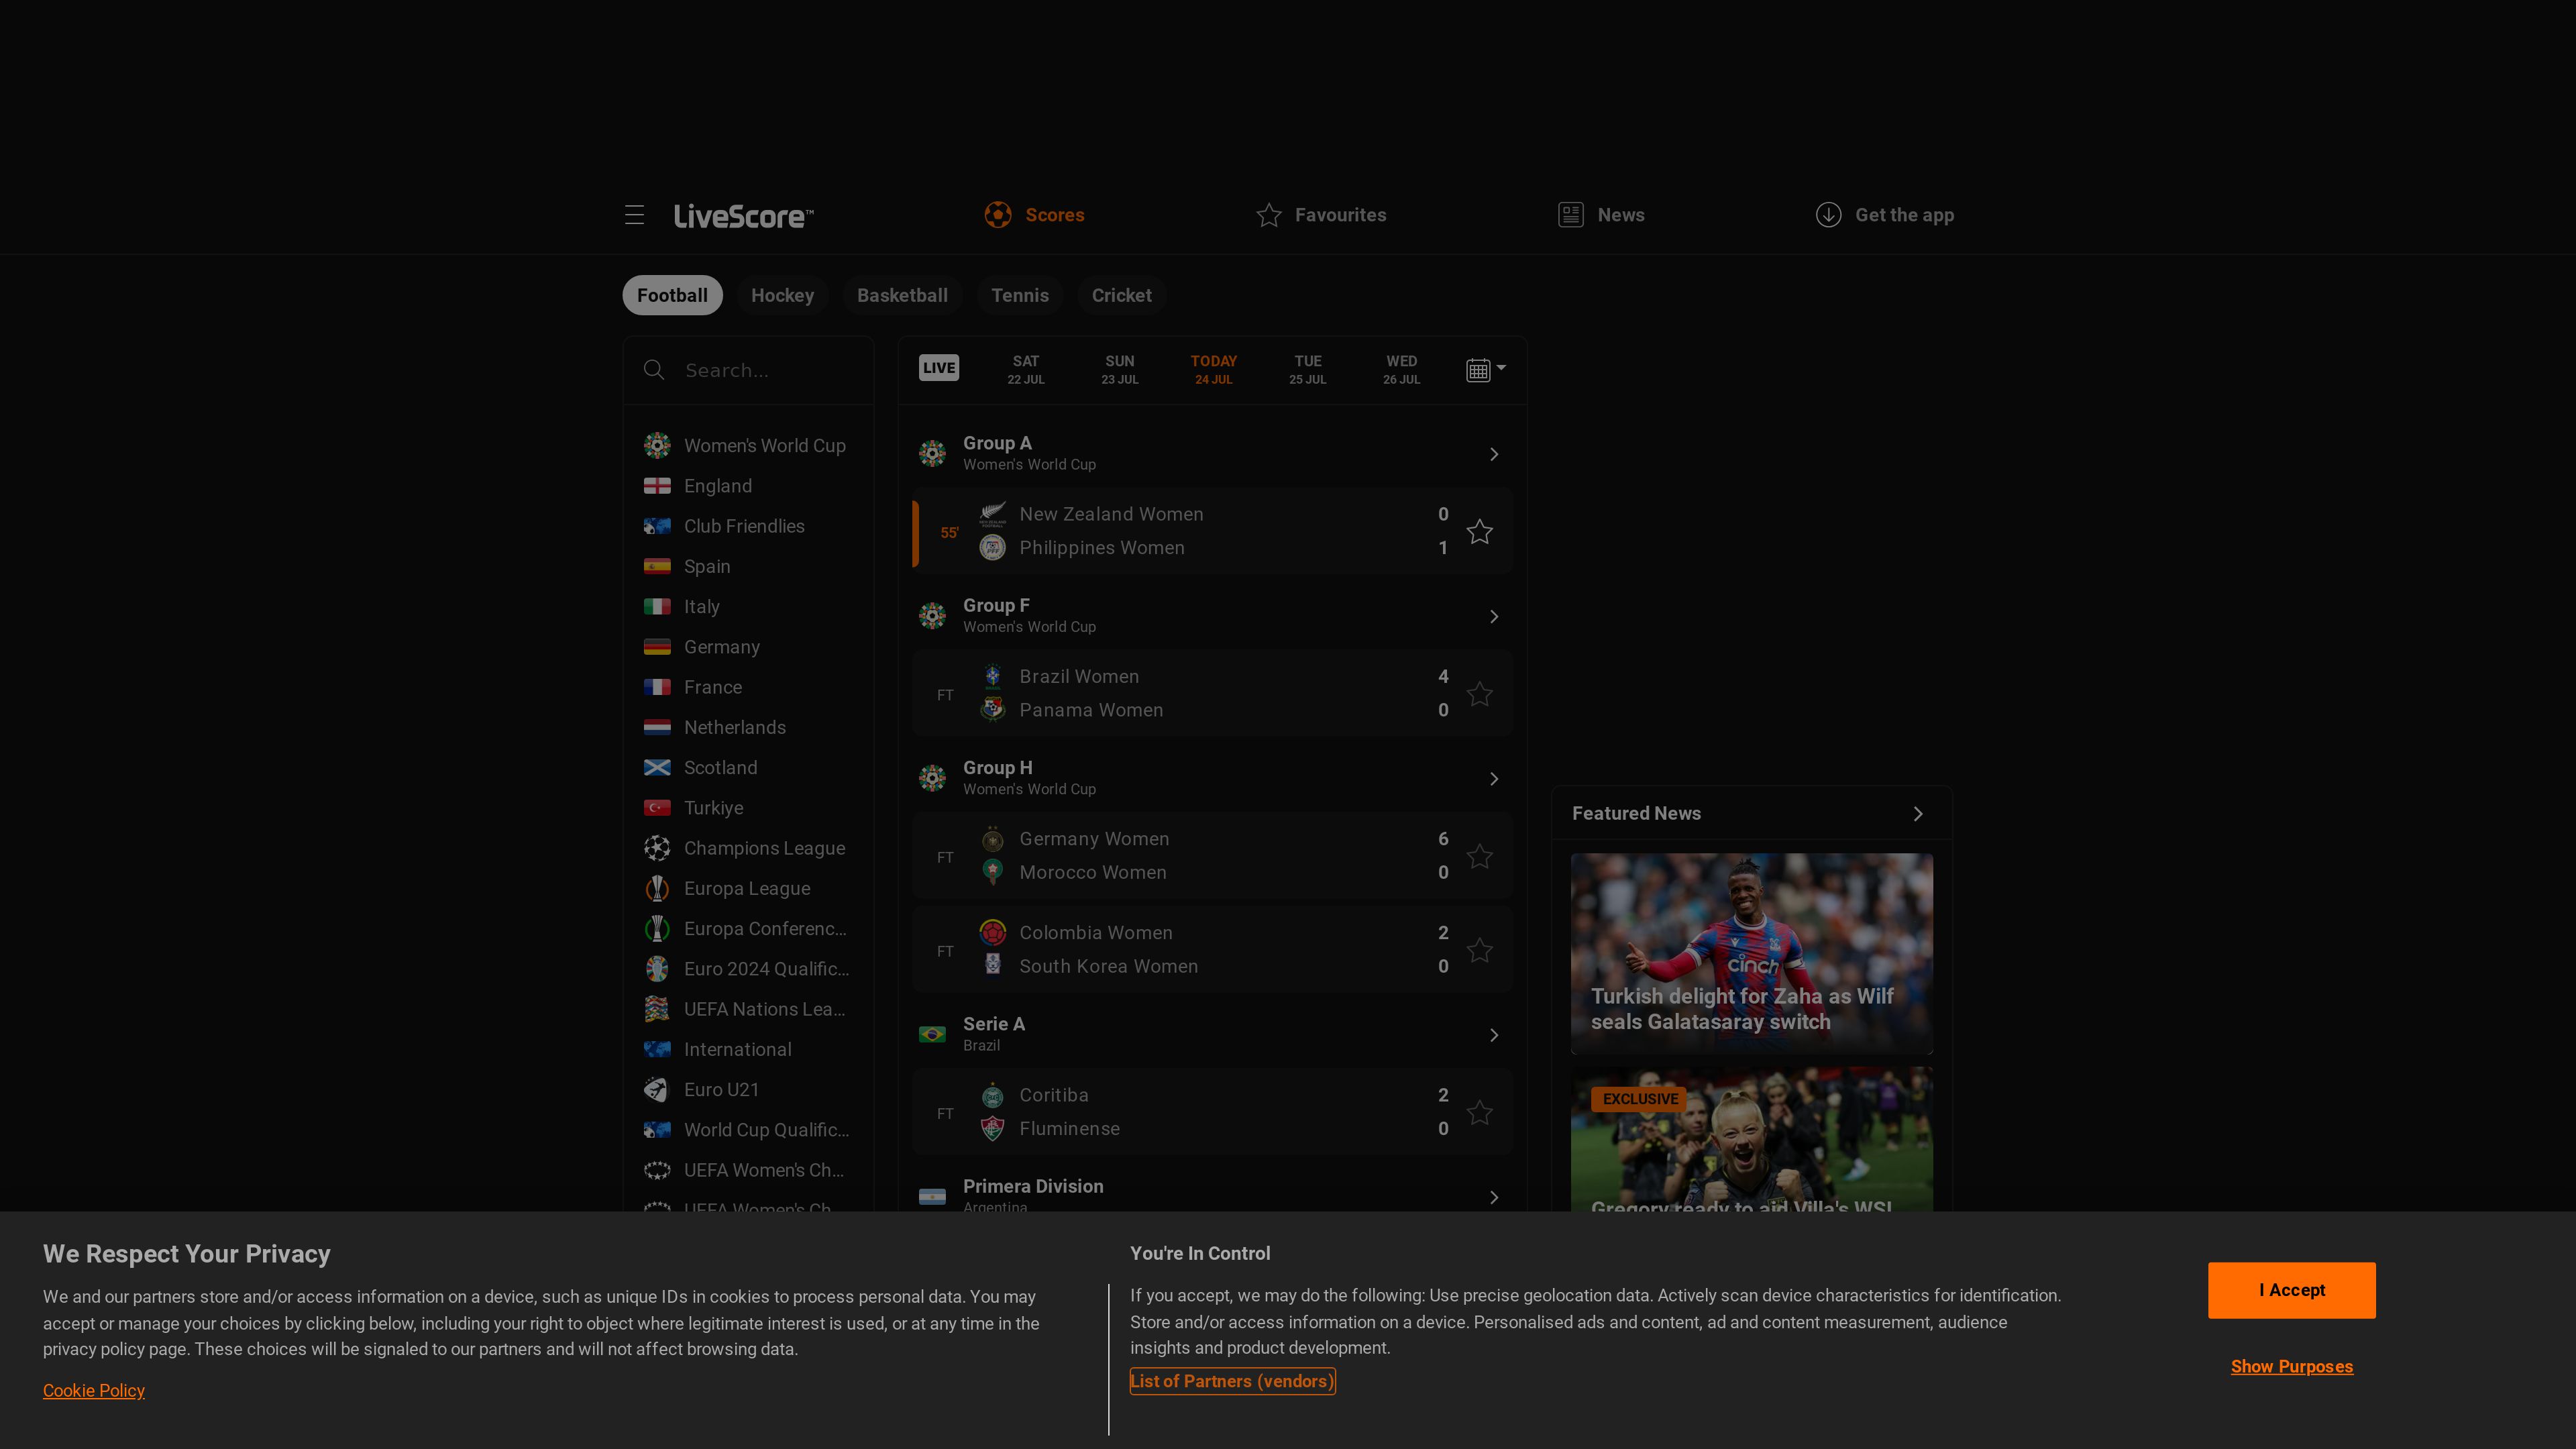 LiveScore™
Scores
Favourites
News
Get the app
Football
Hockey
Basketball
Tennis
Cricket
Search...
Women's World Cup
England
Club Friendlies
Spain
Italy
Germany
France
Netherlands
Scotland
Turkiye
Champions League
Europa League
Europa Conferenc...
Euro 2024 Qualific...
UEFA Nations Lea...
International
Euro U21
World Cup Qualific...
UEFA Women's Ch...
UEFA Women's Ch
LIVE
SAT
22 JUL
SUN
23 JUL
TODAY
24 JUL
TUE
25 JUL
WED
26 JUL
Group A
Women's World Cup
55'
New Zealand Women 0
Philippines Women 1
Group F
Women's World Cup
FT
Brazil Women 4
Panama Women 0
Group H
Women's World Cup
FT
Germany Women 6
Morocco Women 0
FT
Colombia Women 2
South Korea Women 0
Serie A
Brazil
FT
Coritiba 2
Fluminense 0
Primera Division
Argentina
Featured News
cinch
Turkish delight for Zaha as Wilf
seals Galatasaray switch
EXCLUSIVE
Gregory ready to aid Villa's WSL
We Respect Your Privacy
We and our partners store and/or access information on a device, such as unique IDs in cookies to process personal data. You may
accept or manage your choices by clicking below, including your right to object where legitimate interest is used, or at any time in the
privacy policy page. These choices will be signaled to our partners and will not affect browsing data.
Cookie Policy
You're In Control
If you accept, we may do the following: Use precise geolocation data. Actively scan device characteristics for identification.
Store and/or access information on a device. Personalised ads and content, ad and content measurement, audience
insights and product development.
List of Partners (vendors)
I Accept
Show Purposes